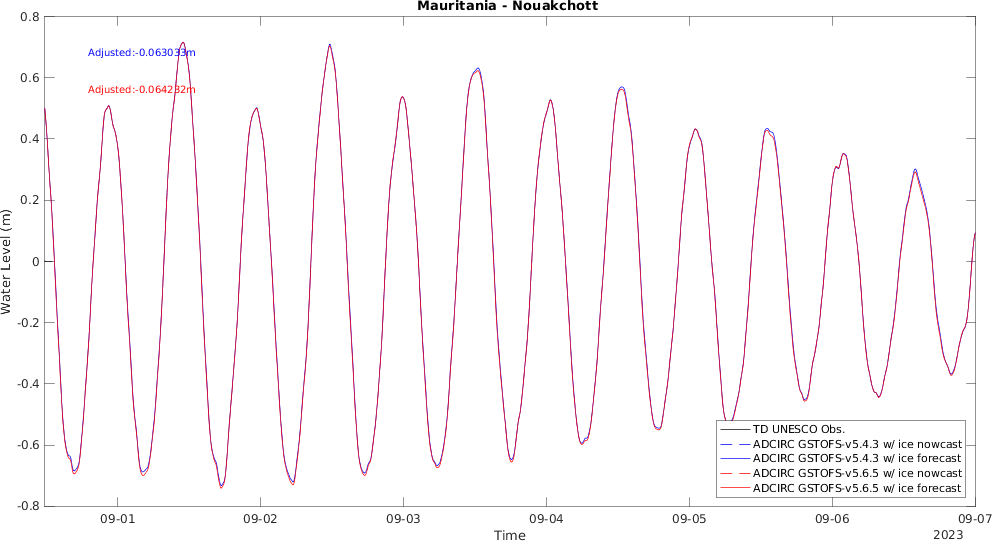 Mauritania - Nouakchott
0.8
0.6
0.4
0.2
0
-0.2
-0.4
-0.6
-0.8
Water Level (m)
Adjusted:-0.063033m
Adjusted:-0.064232m
TD UNESCO Obs.
ADCIRC GSTOFS-v5.4.3 w/ ice nowcast
ADCIRC GSTOFS-v5.4.3 w/ ice forecast
ADCIRC GSTOFS-v5.6.5 w/ ice nowcast
ADCIRC GSTOFS-v5.6.5 w/ ice forecast
09-01 09-02 09-03 09-04 09-05 09-06 09-07
Time
2023